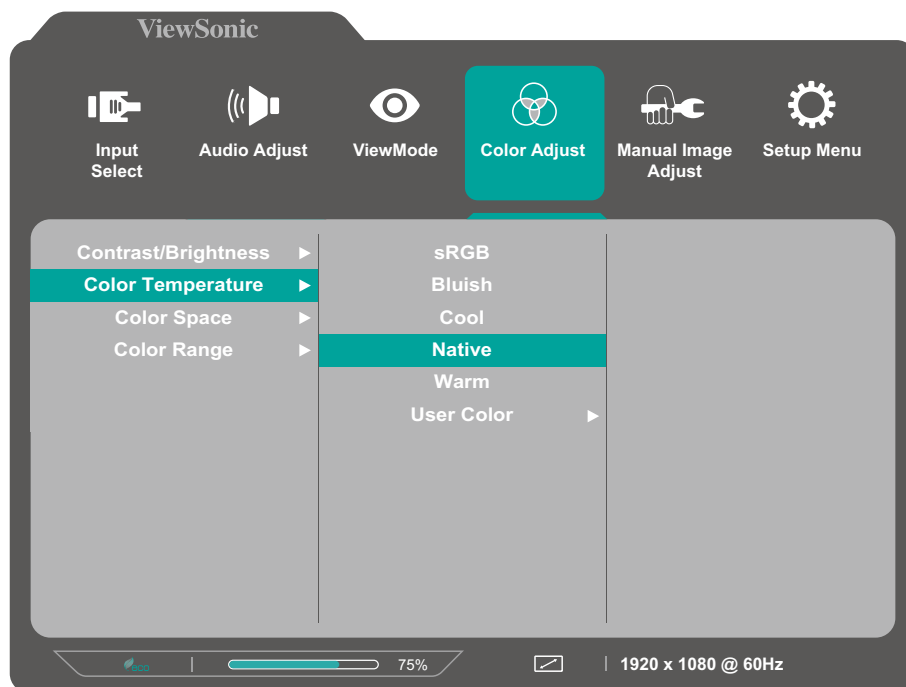 ViewSonic
Input
Select
Audio Adjust
ViewMode
Color Adjust
Manual Image
Adjust
Setup Menu
Contrast/Brightness
Color Temperature
Color Space
Color Range
sRGB
Bluish
Cool
Native
Warm
User Color
eco
75%
1920 x 1080 @ 60Hz